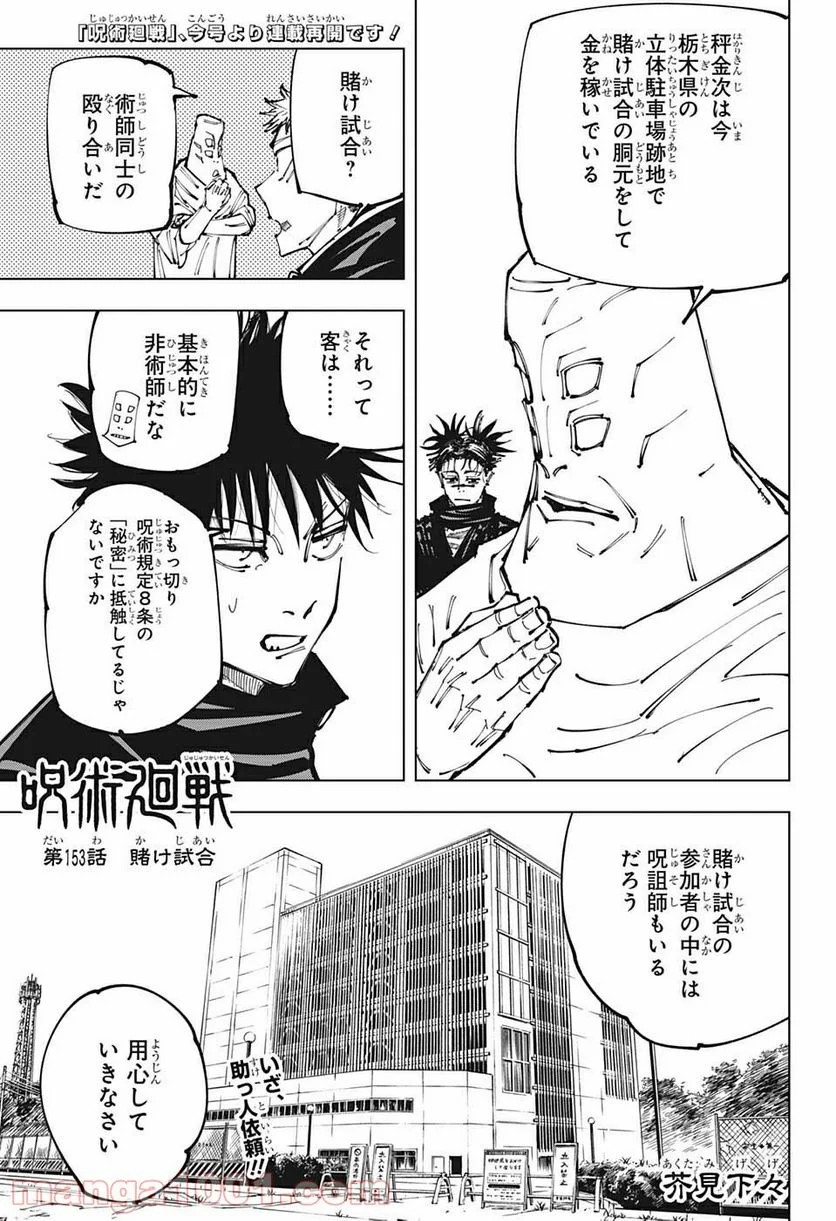 「呪術廻戦」、今号より連載再開です！
秤金次は今
栃木県の
立体駐車場跡地で
賭け試合の胴元をして
金を稼いでいる
賭け試合？
術師同士の
殴り合いだ
それって
客は……
基本的に
非術師だな
おもっ切り
呪術規定8条の
「秘密」に抵触してるじゃ
ないですか
呪術廻戦
第153話 賭け試合
賭け試合の
参加者の中には
呪詛師もいる
だろう
いざ、
助っ人依頼!!
用心して
いきなさい
立入禁止
芥見下々
manga1001.com